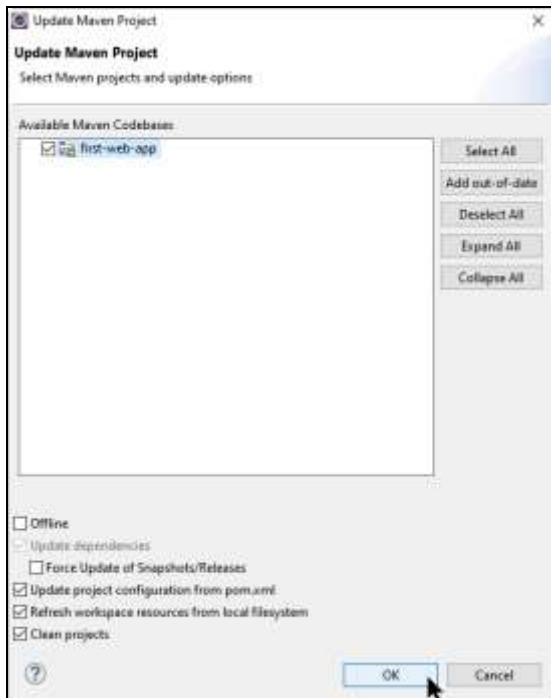 Update Maven Project
Update Maven Project
Select Maven projects and update options
Available Maven Codebases
first-web-app
Select All
Add out-of-date
Deselect All
Expand All
Collapse All
Offline
Update dependencies
Force Update of Snapshots/Releases
Update project configuration from pom.xml
Refresh workspace resources from local filesystem
Clean projects
? OK Cancel